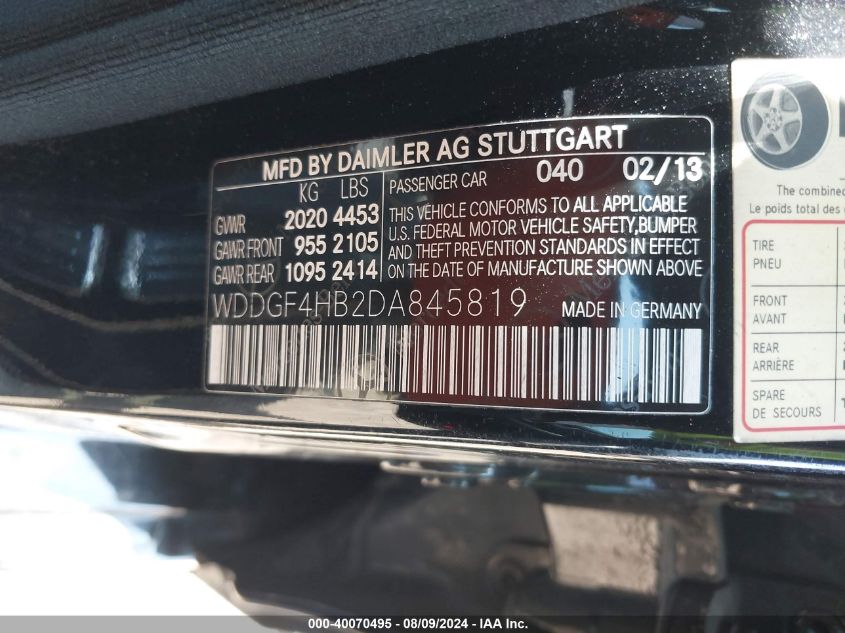 MFD BY DAIMLER AG STUTTGART
KG LBS PASSENGER CAR 040 02/13
GVWR 2020 4453 THIS VEHICLE CONFORMS TO ALL APPLICABLE
GAWR FRONT 955 2105 U.S. FEDERAL MOTOR VEHICLE SAFETY, BUMPER
GAWR REAR 1095 2414 AND THEFT PREVENTION STANDARDS IN EFFECT
ON THE DATE OF MANUFACTURE SHOWN ABOVE
WDDGF4HB2DA845819 MADE IN GERMANY
The combined
Le poids total des
TIRE
PNEU
FRONT
AVANT
REAR
ARRIÈRE
SPARE
DE SECOURS
000-40070495 - 08/09/2024 - IAA Inc.